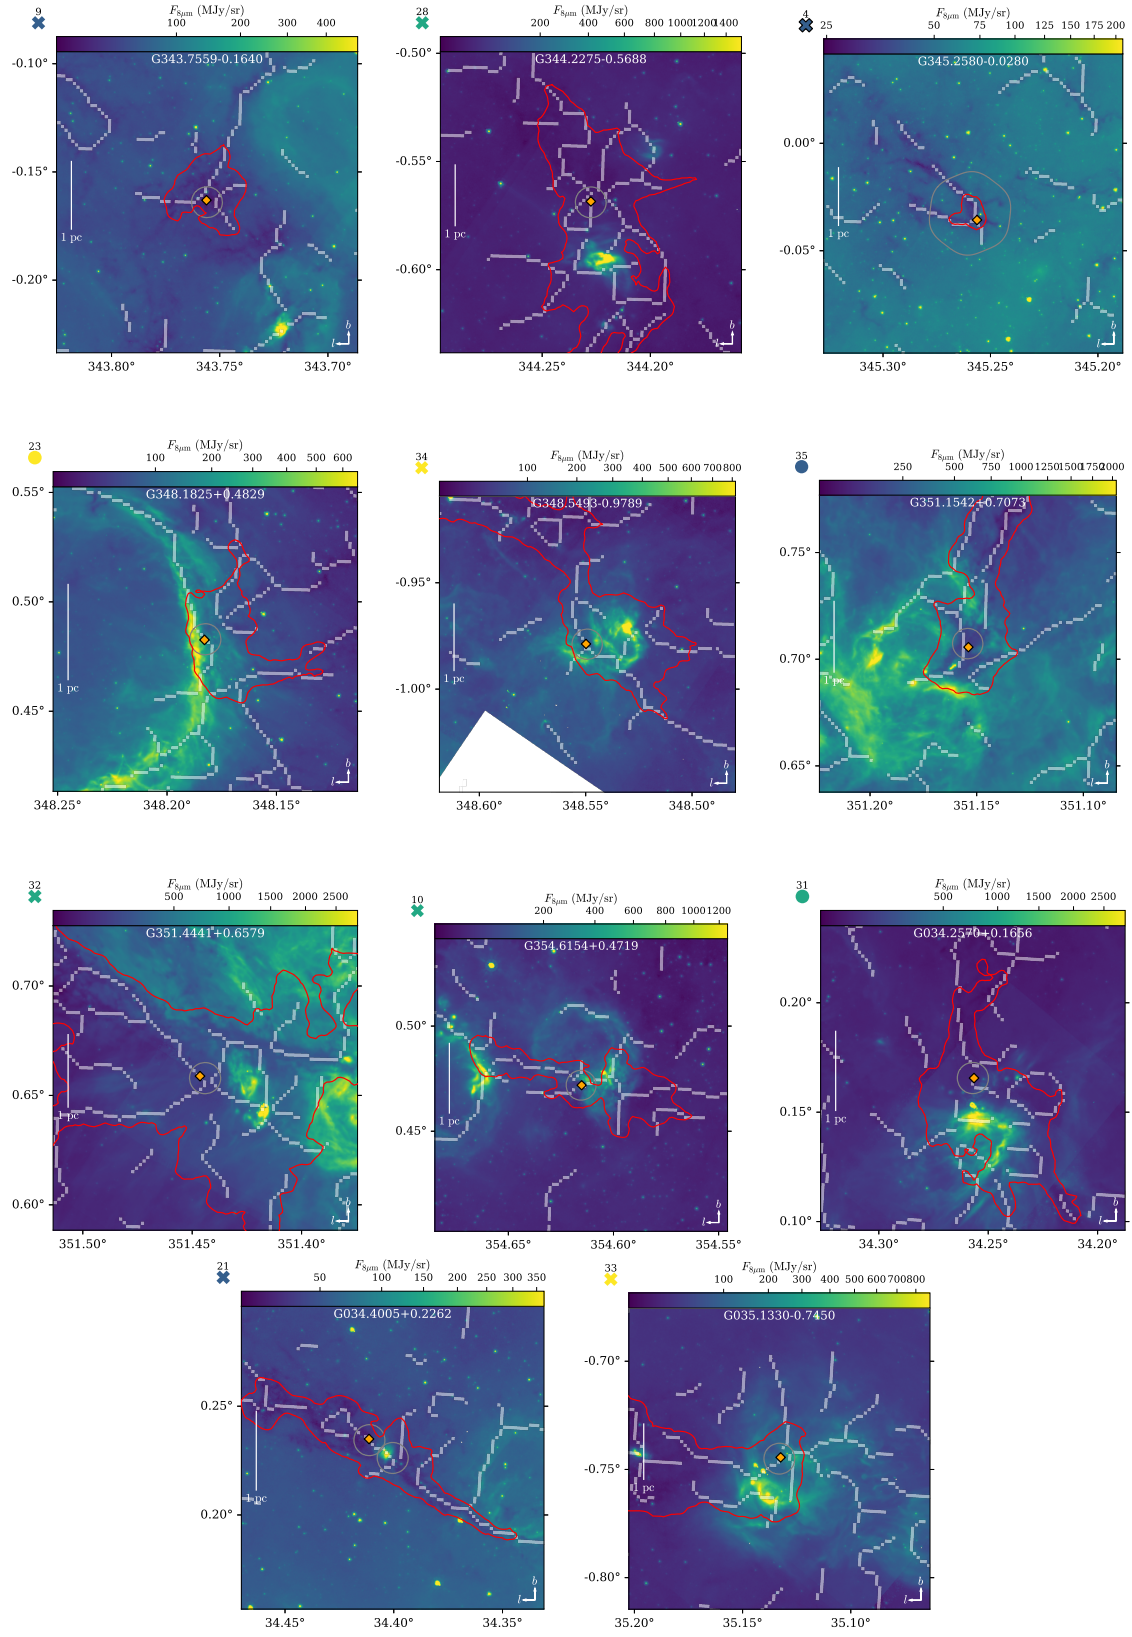 9
F8μm (MJy/sr)
100 200 300 400
G343.7559-0.1640
-0.10°
-0.15°
-0.20°
1 pc
b
l
343.80° 343.75° 343.70°
28
F8μm (MJy/sr)
200 400 600 800 1000 1200 1400
G344.2275-0.5688
-0.50°
-0.55°
-0.60°
1 pc
b
l
344.25° 344.20°
4
F8μm (MJy/sr)
25 50 75 100 125 150 175 200
G345.2580-0.0280
0.00°
-0.05°
1 pc
b
l
345.30° 345.25° 345.20°
23
F8μm (MJy/sr)
100 200 300 400 500 600
G348.1825+0.4829
0.55°
0.50°
0.45°
1 pc
b
l
348.25° 348.20° 348.15°
34
F8μm (MJy/sr)
100 200 300 400 500 600 700 800
G348.5493-0.9789
-0.95°
-1.00°
1 pc
b
l
348.60° 348.55° 348.50°
35
F8μm (MJy/sr)
250 500 750 1000 1250 1500 1750 2000
G351.1542+0.7073
0.75°
0.70°
0.65°
1 pc
b
l
351.20° 351.15° 351.10°
32
F8μm (MJy/sr)
500 1000 1500 2000 2500
G351.4441+0.6579
0.70°
0.65°
0.60°
1 pc
b
l
351.50° 351.45° 351.40°
10
F8μm (MJy/sr)
200 400 600 800 1000 1200
G354.6154+0.4719
0.50°
0.45°
1 pc
b
l
354.65° 354.60° 354.55°
31
F8μm (MJy/sr)
500 1000 1500 2000 2500
G034.2570+0.1656
0.20°
0.15°
0.10°
1 pc
b
l
34.30° 34.25° 34.20°
21
F8μm (MJy/sr)
50 100 150 200 250 300 350
G034.4005+0.2262
0.25°
0.20°
1 pc
b
l
34.45° 34.40° 34.35°
33
F8μm (MJy/sr)
100 200 300 400 500 600 700 800
G035.1330-0.7450
-0.70°
-0.75°
-0.80°
1 pc
b
l
35.20° 35.15° 35.10°